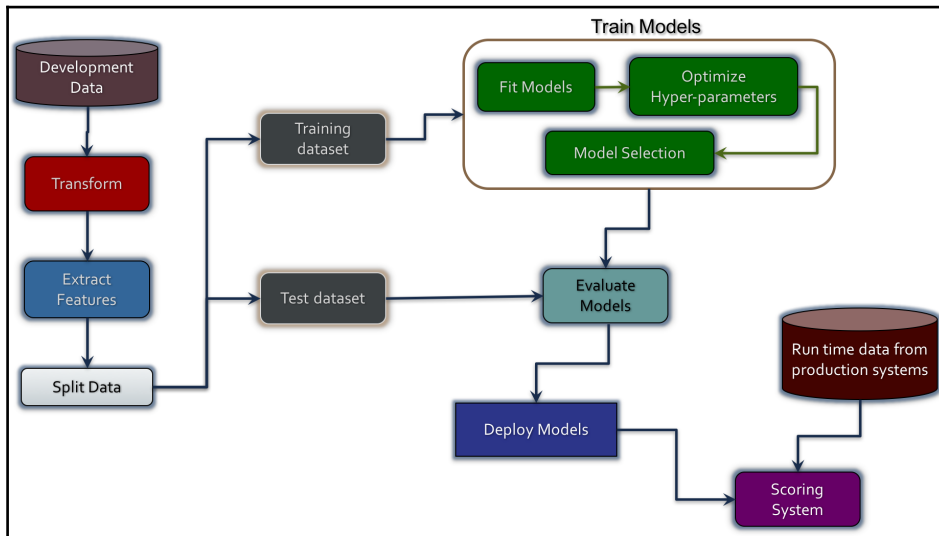 Train Models
Development
Data
Fit Models
Optimize
Hyper-parameters
Training
dataset
Model Selection
Transform
Extract
Features
Test dataset
Evaluate
Models
Split Data
Run time data from
production systems
Deploy Models
Scoring
System